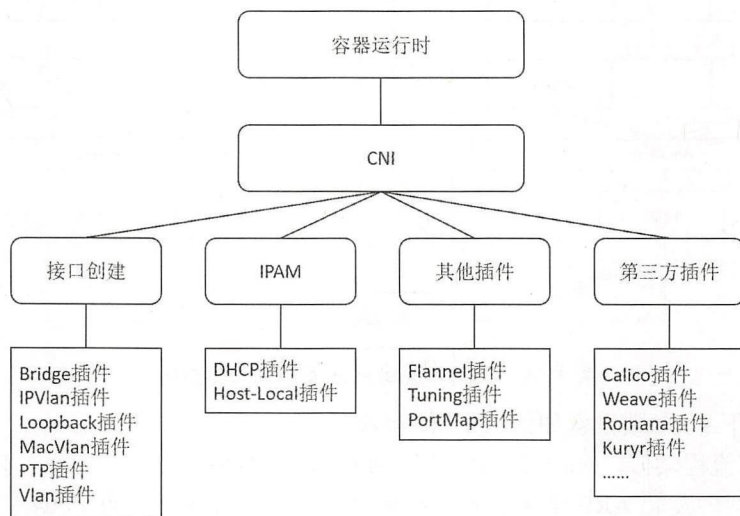 容器运行时
CNI
接口创建
IPAM
其他插件
第三方插件
Bridge插件
IPVlan插件
Loopback插件
MacVlan插件
PTP插件
Vlan插件
DHCP插件
Host-Local插件
Flannel插件
Tuning插件
PortMap插件
Calico插件
Weave插件
Romana插件
Kuryr插件
……